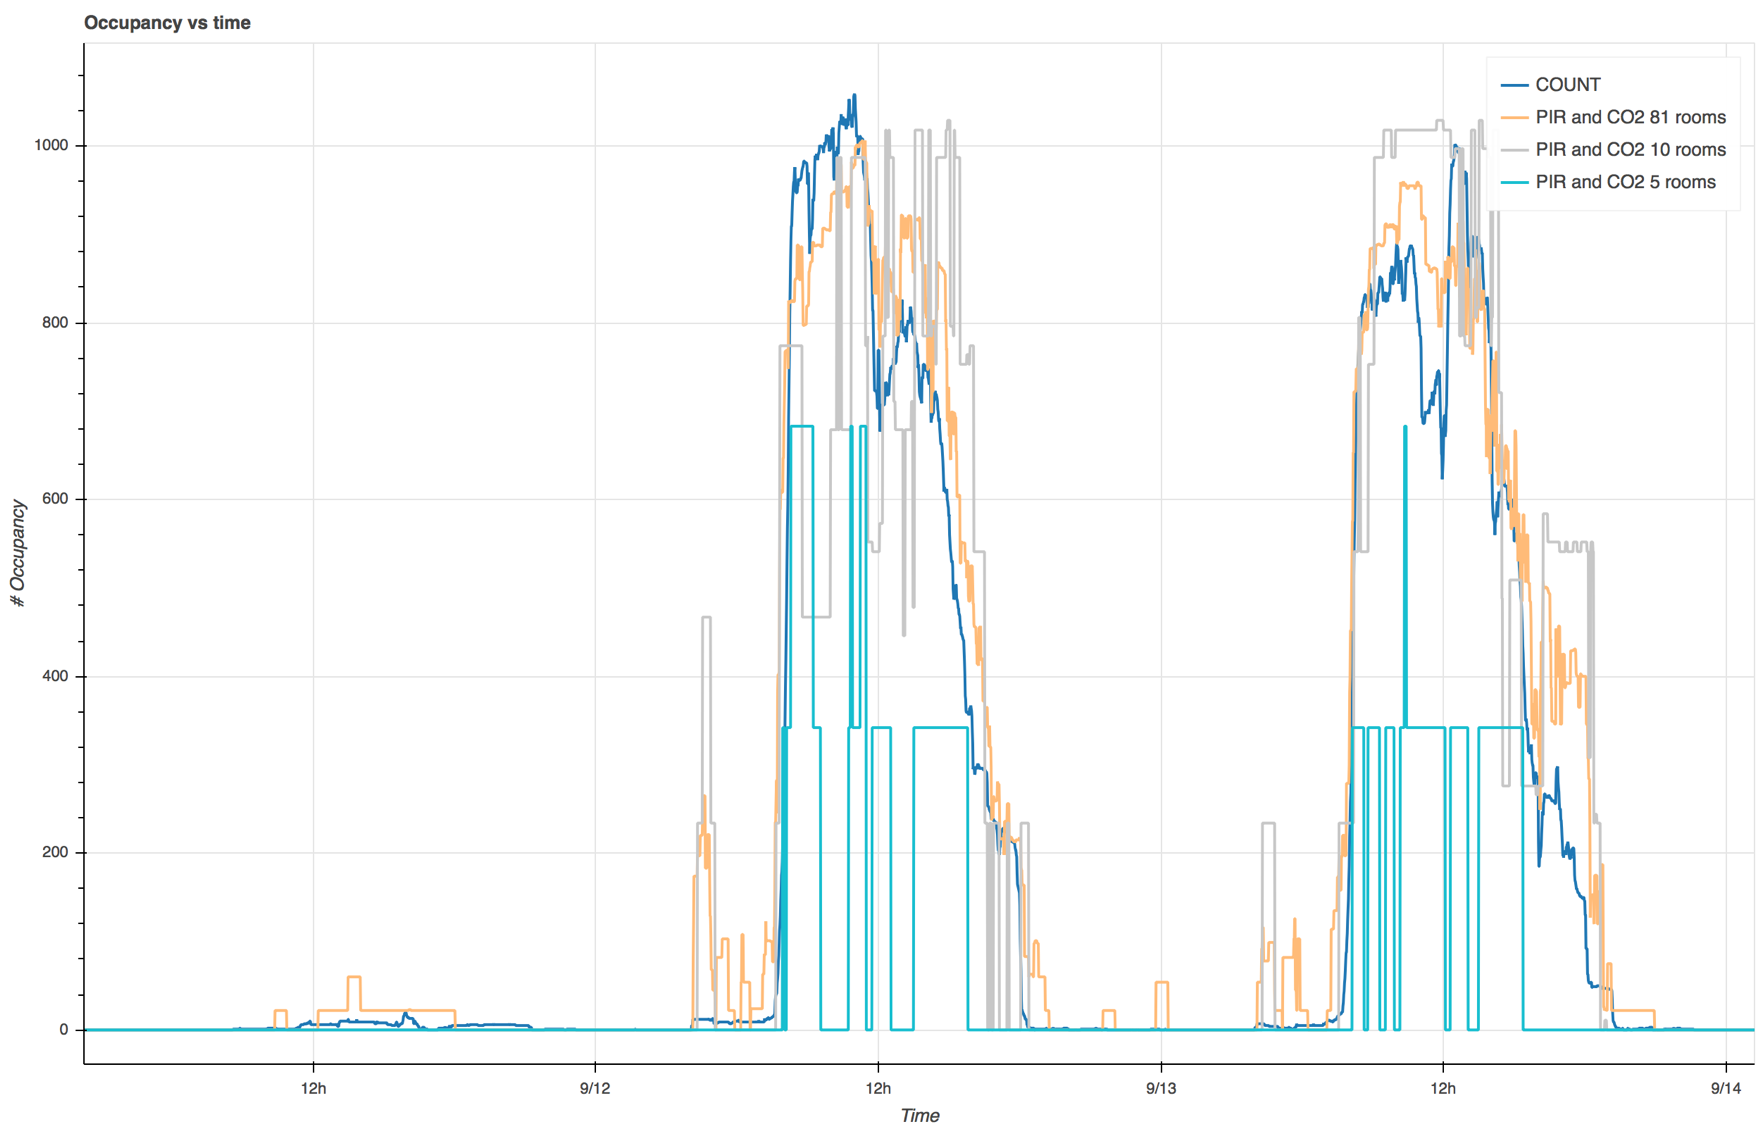 Occupancy vs time
COUNT
PIR and CO2 81 rooms
PIR and CO2 10 rooms
PIR and CO2 5 rooms
1000
800
600
400
200
0
# Occupancy
12h
9/12
12h
9/13
12h
9/14
Time